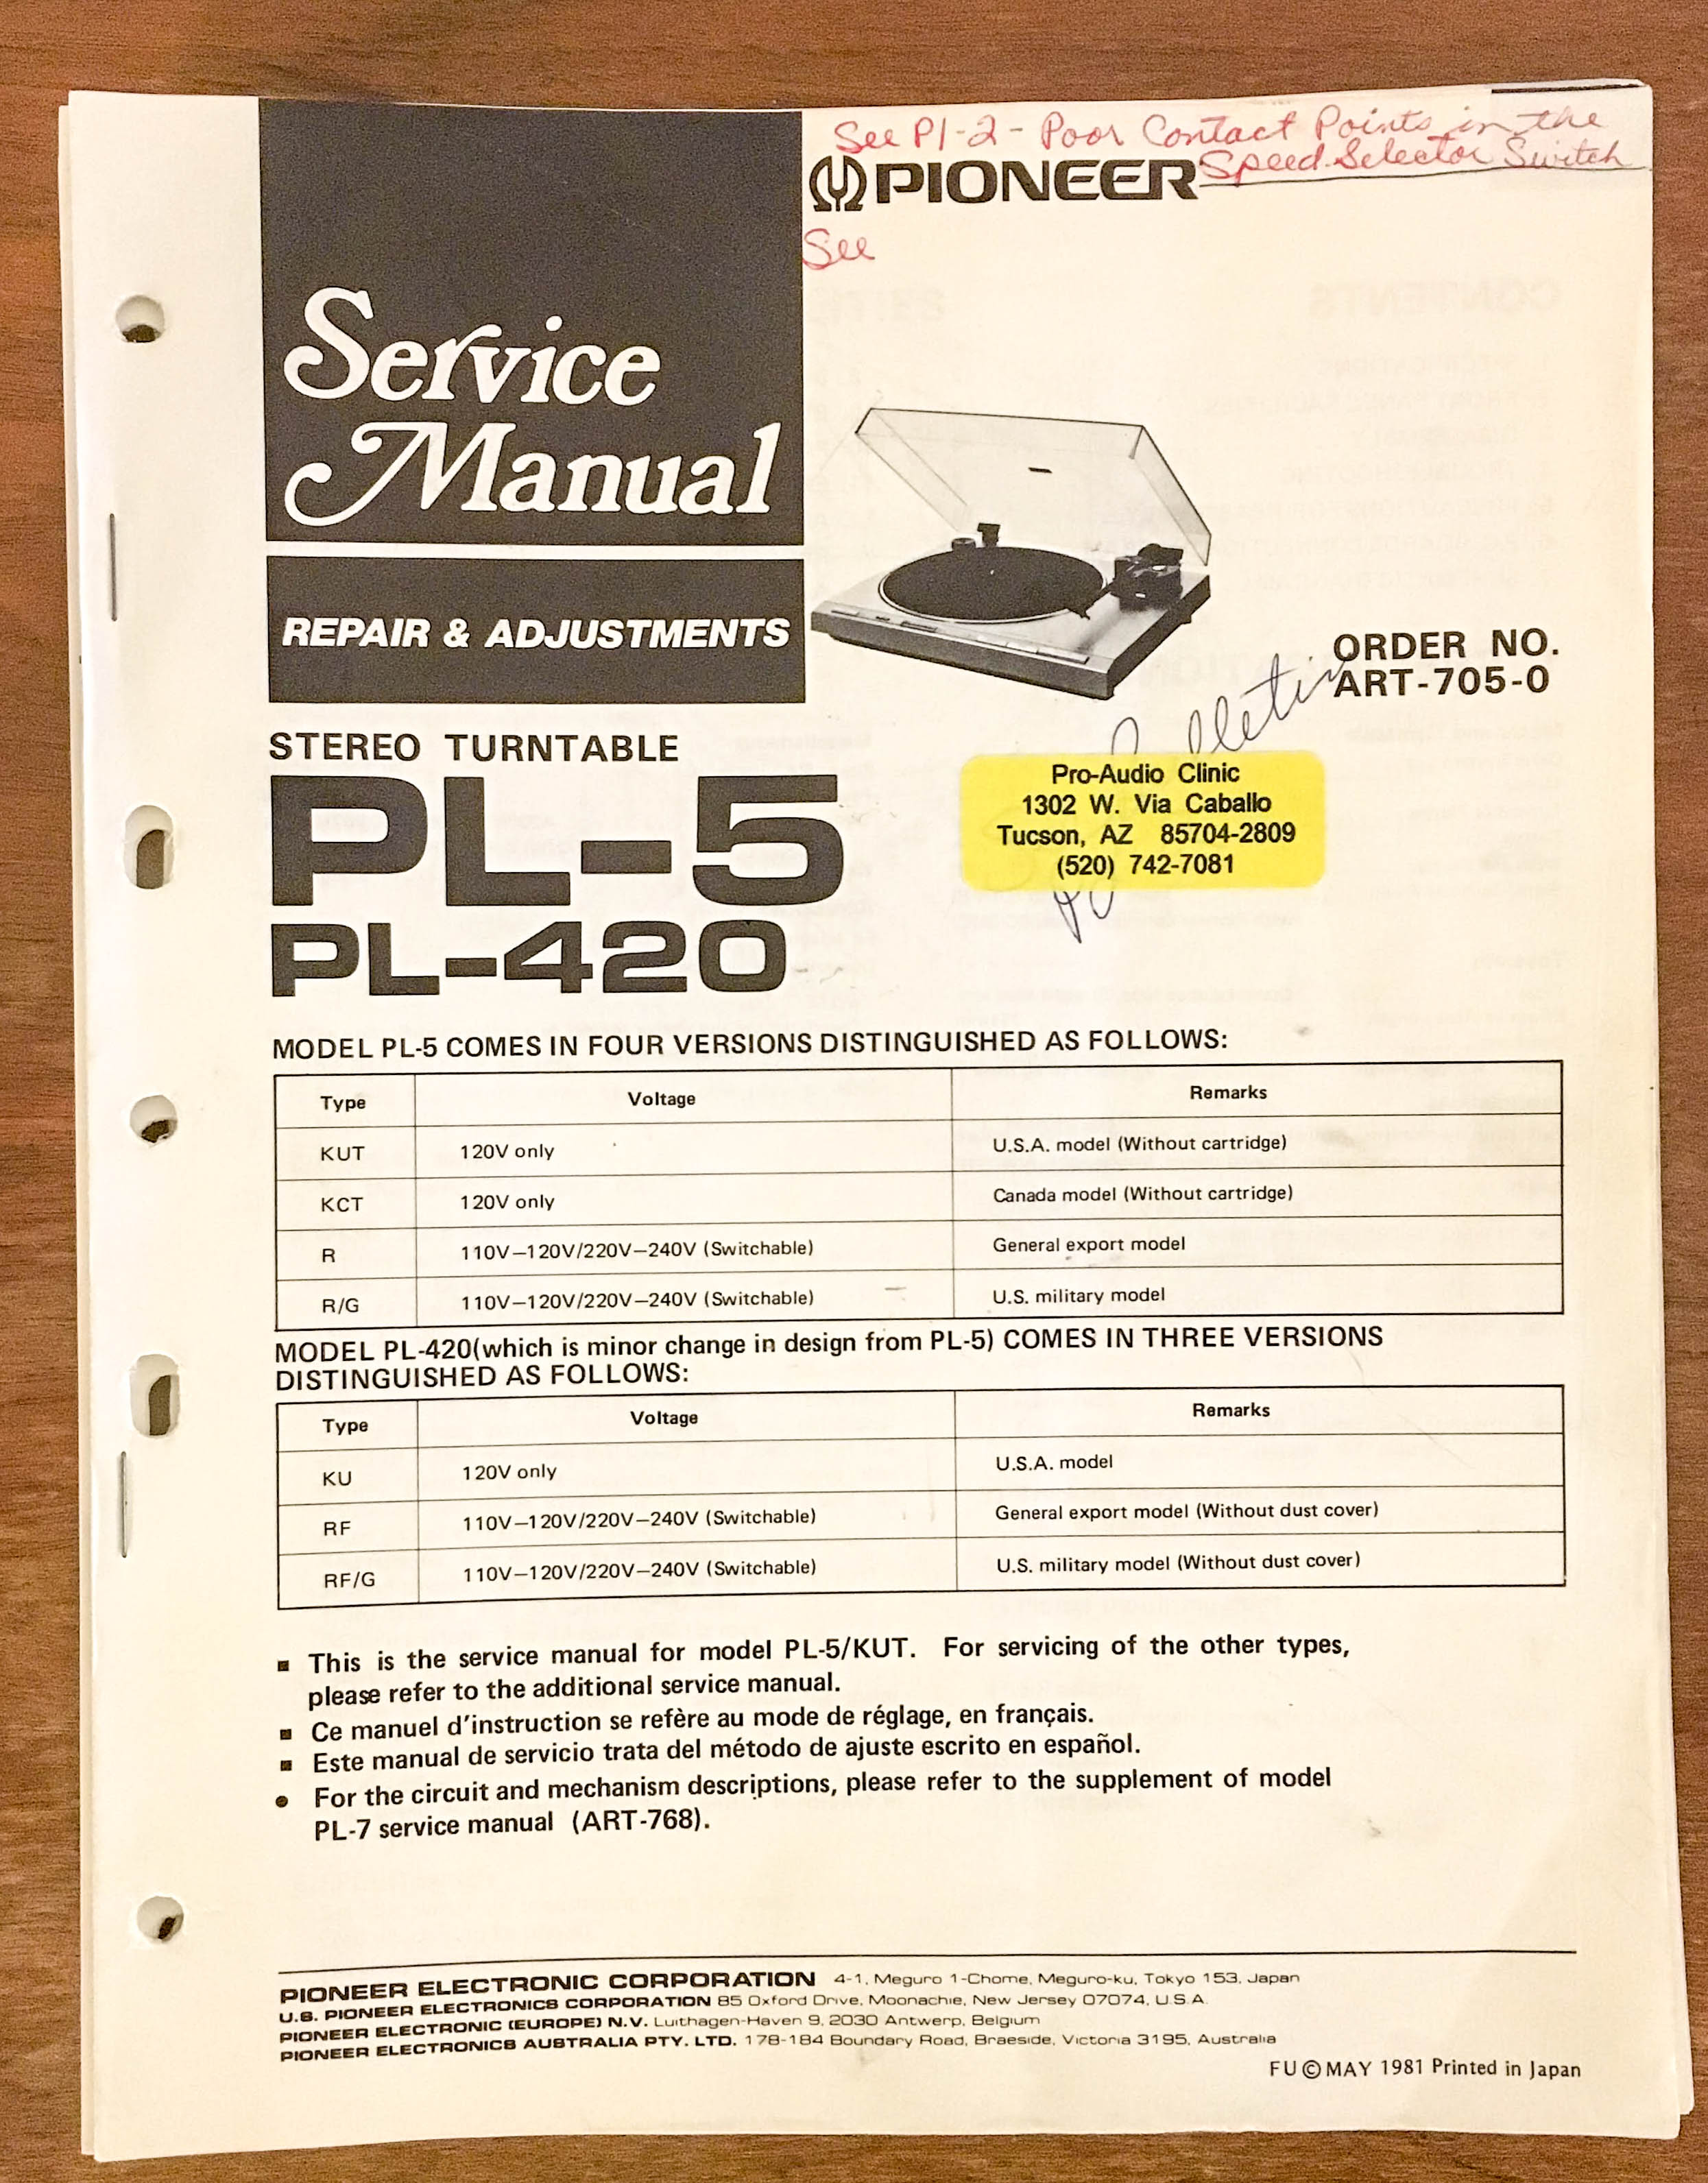 See P1-2 - Poor Contact Points in the
Speed Selector Switch
PIONEER
See
Service
Manual
REPAIR & ADJUSTMENTS
ORDER NO.
ART-705-0
Bulletin
STEREO TURNTABLE
PL-5
PL-420
Pro-Audio Clinic
1302 W. Via Caballo
Tucson, AZ 85704-2809
(520) 742-7081
MODEL PL-5 COMES IN FOUR VERSIONS DISTINGUISHED AS FOLLOWS:
Type Voltage Remarks
KUT 120V only U.S.A. model (Without cartridge)
KCT 120V only Canada model (Without cartridge)
R 110V–120V/220V–240V (Switchable) General export model
R/G 110V–120V/220V–240V (Switchable) U.S. military model
MODEL PL-420(which is minor change in design from PL-5) COMES IN THREE VERSIONS
DISTINGUISHED AS FOLLOWS:
Type Voltage Remarks
KU 120V only U.S.A. model
RF 110V–120V/220V–240V (Switchable) General export model (Without dust cover)
RF/G 110V–120V/220V–240V (Switchable) U.S. military model (Without dust cover)
■ This is the service manual for model PL-5/KUT. For servicing of the other types,
please refer to the additional service manual.
■ Ce manuel d'instruction se refère au mode de réglage, en français.
■ Este manual de servicio trata del método de ajuste escrito en español.
● For the circuit and mechanism descriptions, please refer to the supplement of model
PL-7 service manual (ART-768).
PIONEER ELECTRONIC CORPORATION 4-1, Meguro 1-Chome, Meguro-ku, Tokyo 153, Japan
U.S. PIONEER ELECTRONICS CORPORATION 85 Oxford Drive, Moonachie, New Jersey 07074, U.S.A.
PIONEER ELECTRONIC (EUROPE) N.V. Luithagen-Haven 9, 2030 Antwerp, Belgium
PIONEER ELECTRONICS AUSTRALIA PTY. LTD. 178-184 Boundary Road, Braeside, Victoria 3195, Australia
FU © MAY 1981 Printed in Japan